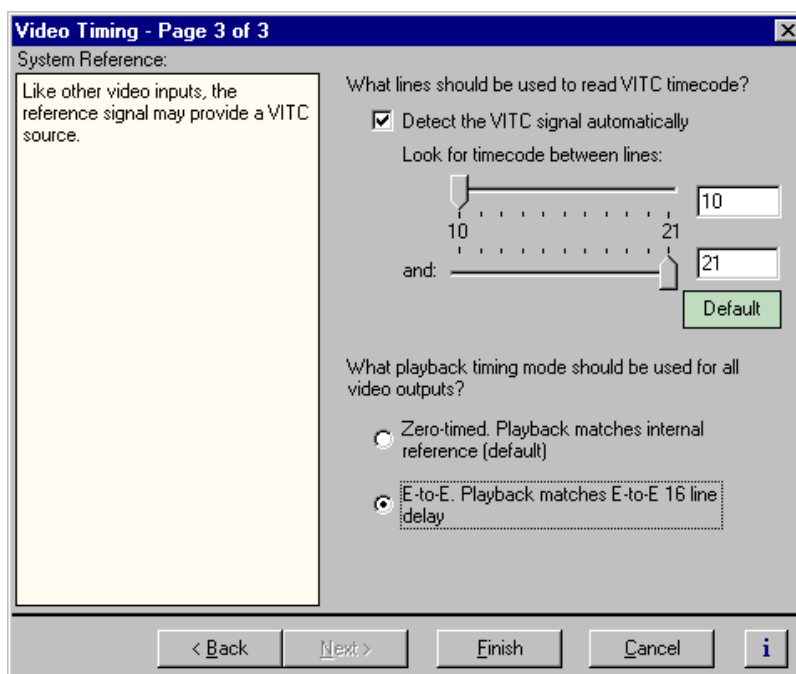 Video Timing - Page 3 of 3
System Reference:
Like other video inputs, the
reference signal may provide a VITC
source.
What lines should be used to read VITC timecode?
Detect the VITC signal automatically
Look for timecode between lines:
10
10 21
and:
21
Default
What playback timing mode should be used for all
video outputs?
Zero-timed. Playback matches internal
reference (default)
E-to-E. Playback matches E-to-E 16 line
delay
< Back
Next >
Finish
Cancel
i